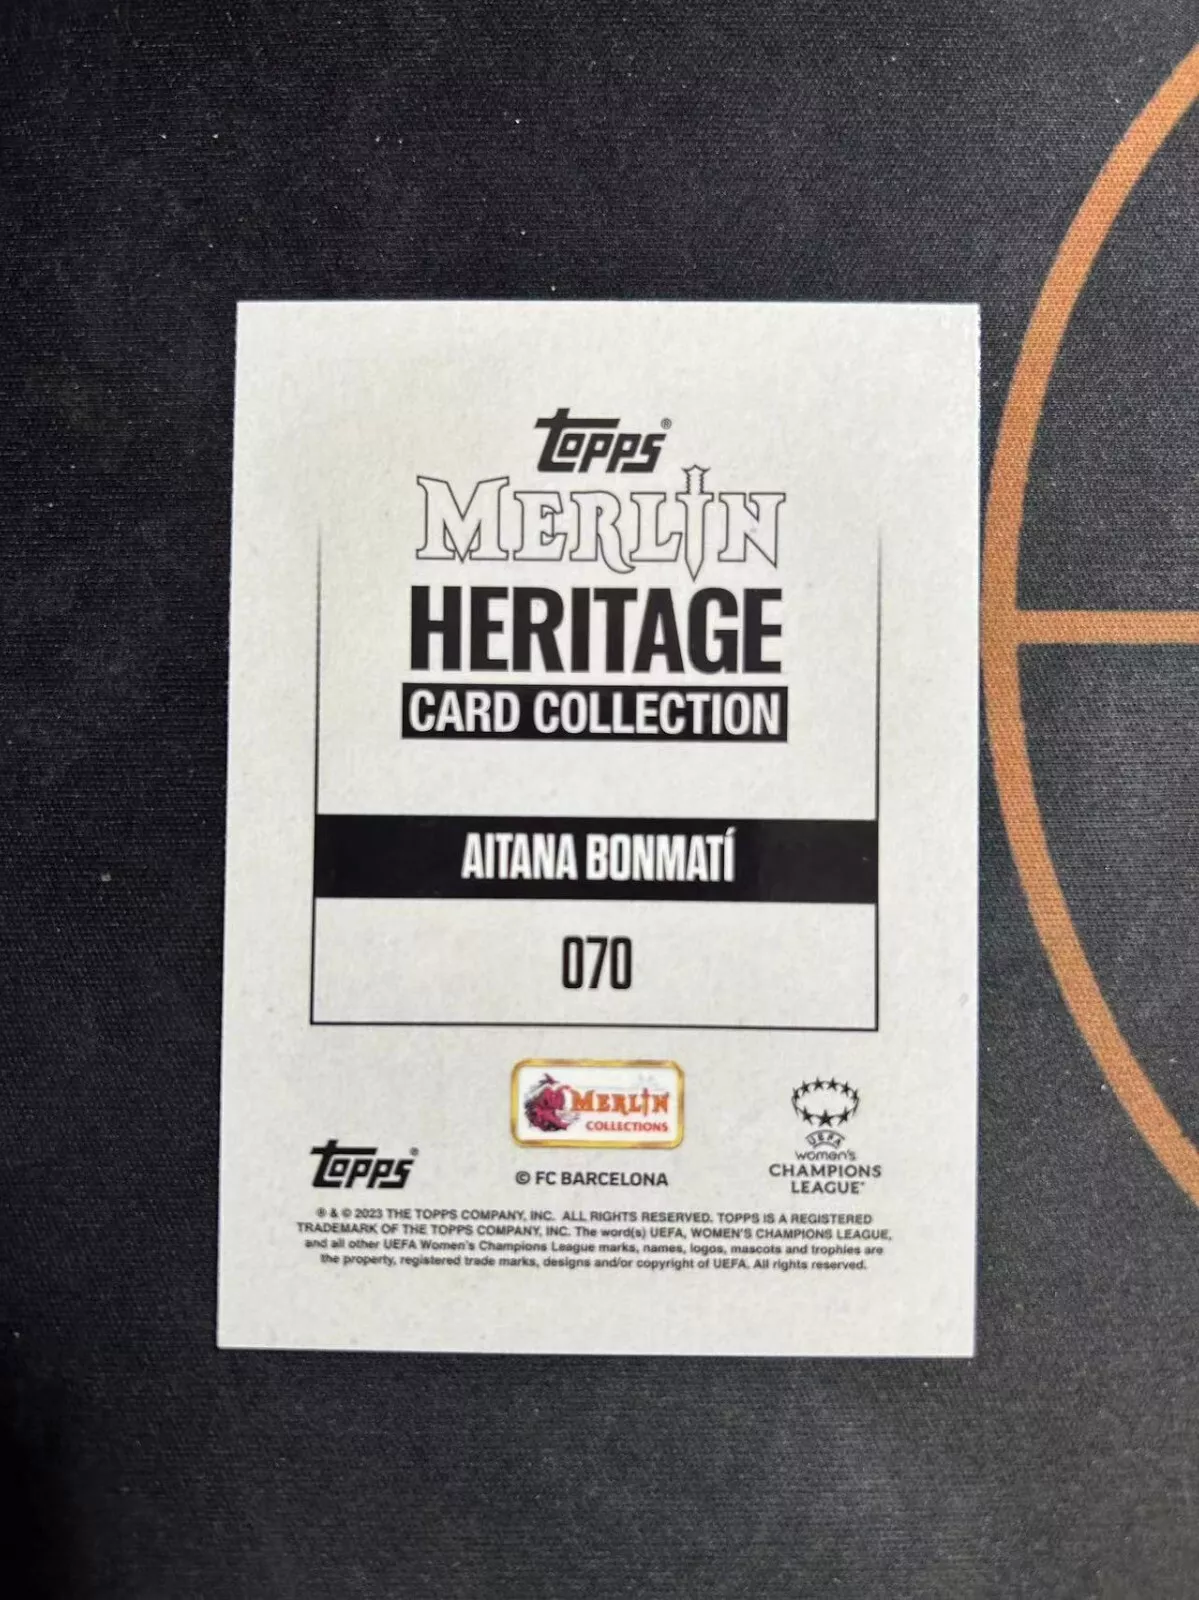 Topps®
MERLIN
HERITAGE
CARD COLLECTION
AITANA BONMATÍ
070
MERLIN
COLLECTIONS
Topps®
© FC BARCELONA
UEFA
women's
CHAMPIONS
LEAGUE™
® & © 2023 THE TOPPS COMPANY, INC. ALL RIGHTS RESERVED. TOPPS IS A REGISTERED
TRADEMARK OF THE TOPPS COMPANY, INC. The word(s) UEFA, WOMEN'S CHAMPIONS LEAGUE,
and all other UEFA Women's Champions League marks, names, logos, mascots and trophies are
the property, registered trade marks, designs and/or copyright of UEFA. All rights reserved.